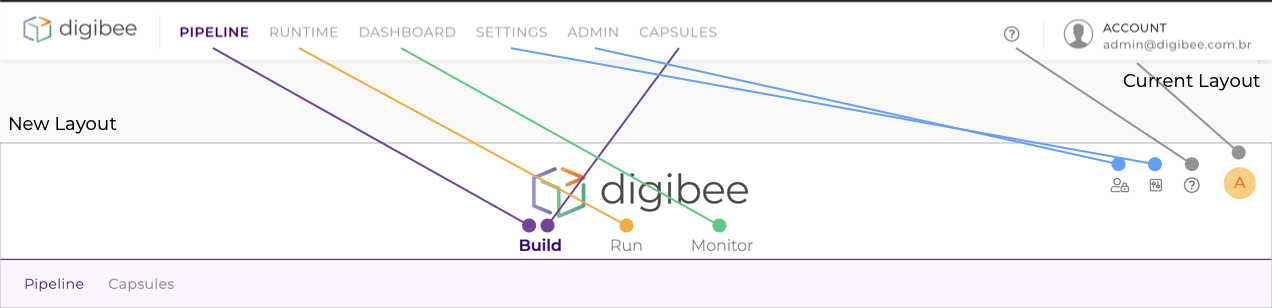 digibee PIPELINE RUNTIME DASHBOARD SETTINGS ADMIN CAPSULES ? ACCOUNT
admin@digibee.com.br
Current Layout
New Layout
digibee
? A
Build Run Monitor
Pipeline Capsules